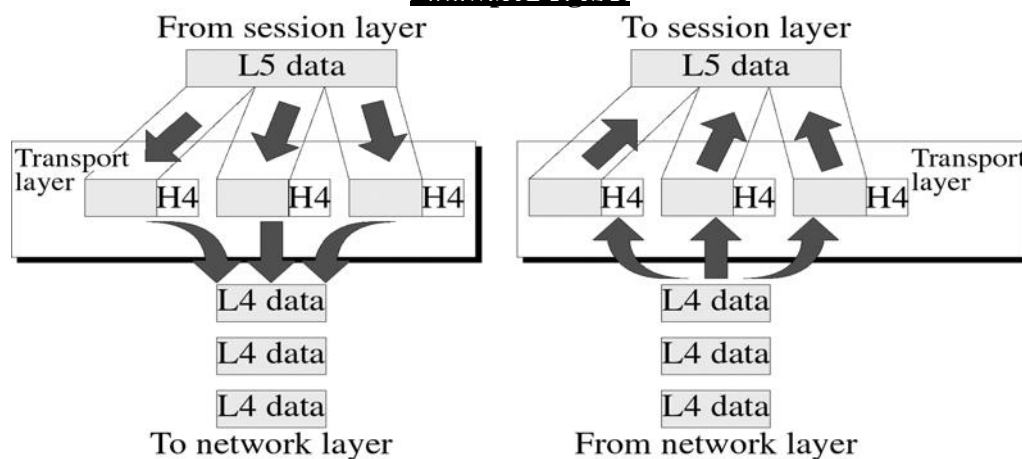 From session layer
L5 data
Transport
layer
H4
H4
H4
L4 data
L4 data
L4 data
To network layer
To session layer
L5 data
Transport
layer
H4
H4
H4
L4 data
L4 data
L4 data
From network layer